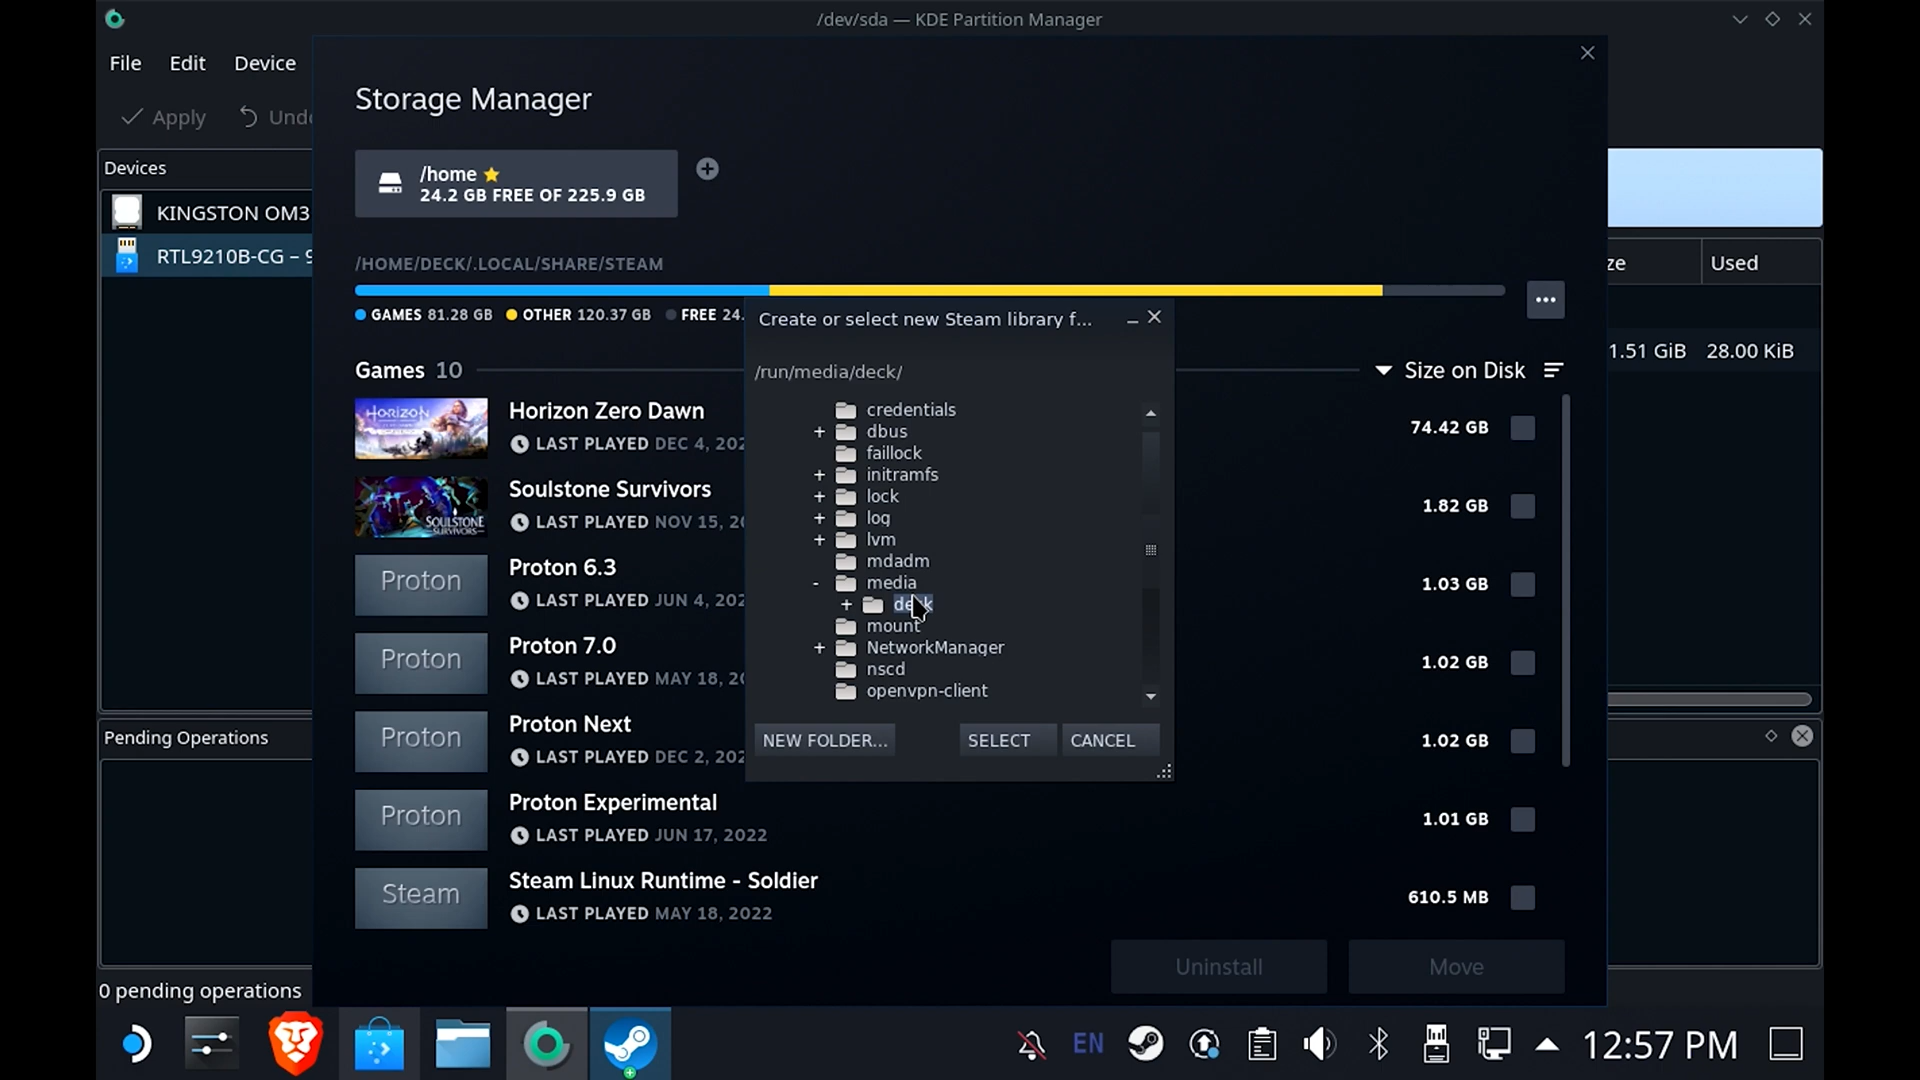 /dev/sda — KDE Partition Manager
File Edit Device
Apply
Devices
KINGSTON OM3
RTL9210B-CG – 9
Storage Manager
/home
24.2 GB FREE OF 225.9 GB
/HOME/DECK/.LOCAL/SHARE/STEAM
GAMES 81.28 GB OTHER 120.37 GB FREE 24.
Games 10
Size on Disk
Horizon Zero Dawn
LAST PLAYED DEC 4, 202
74.42 GB
HORIZON
Soulstone Survivors
LAST PLAYED NOV 15, 20
1.82 GB
SOULSTONE
SURVIVORS
Proton
Proton 6.3
LAST PLAYED JUN 4, 202
1.03 GB
Proton
Proton 7.0
LAST PLAYED MAY 18, 20
1.02 GB
Proton
Proton Next
LAST PLAYED DEC 2, 202
1.02 GB
Proton
Proton Experimental
LAST PLAYED JUN 17, 2022
1.01 GB
Steam
Steam Linux Runtime - Soldier
LAST PLAYED MAY 18, 2022
610.5 MB
Uninstall Move
Create or select new Steam library f...
/run/media/deck/
credentials
+ dbus
faillock
+ initramfs
+ lock
+ log
+ lvm
mdadm
- media
+ deck
mount
+ NetworkManager
nscd
openvpn-client
NEW FOLDER... SELECT CANCEL
Used
1.51 GiB 28.00 KiB
Pending Operations
0 pending operations
EN
12:57 PM